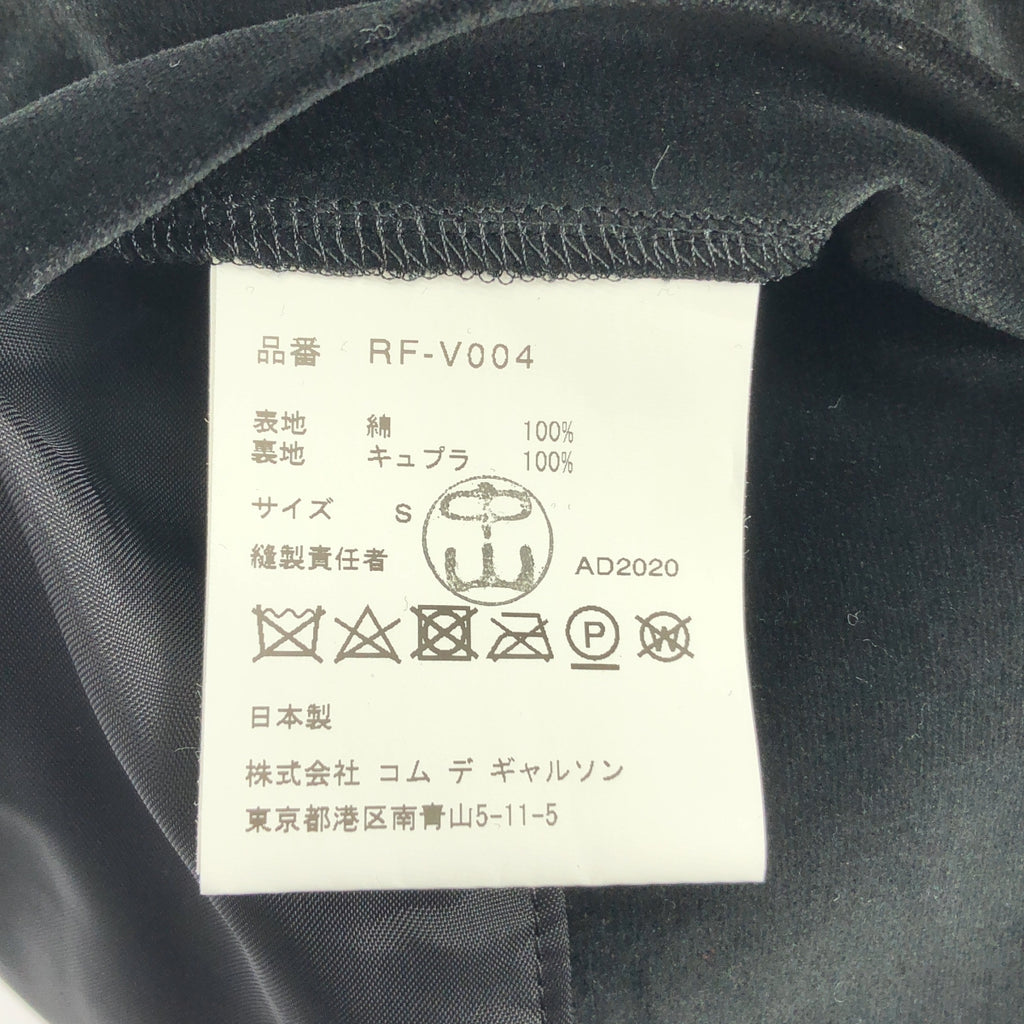 品番 RF-V004
表地 綿 100%
裏地 キュプラ 100%
サイズ S
縫製責任者 中山 AD2020
P W
日本製
株式会社 コム デ ギャルソン
東京都港区南青山5-11-5